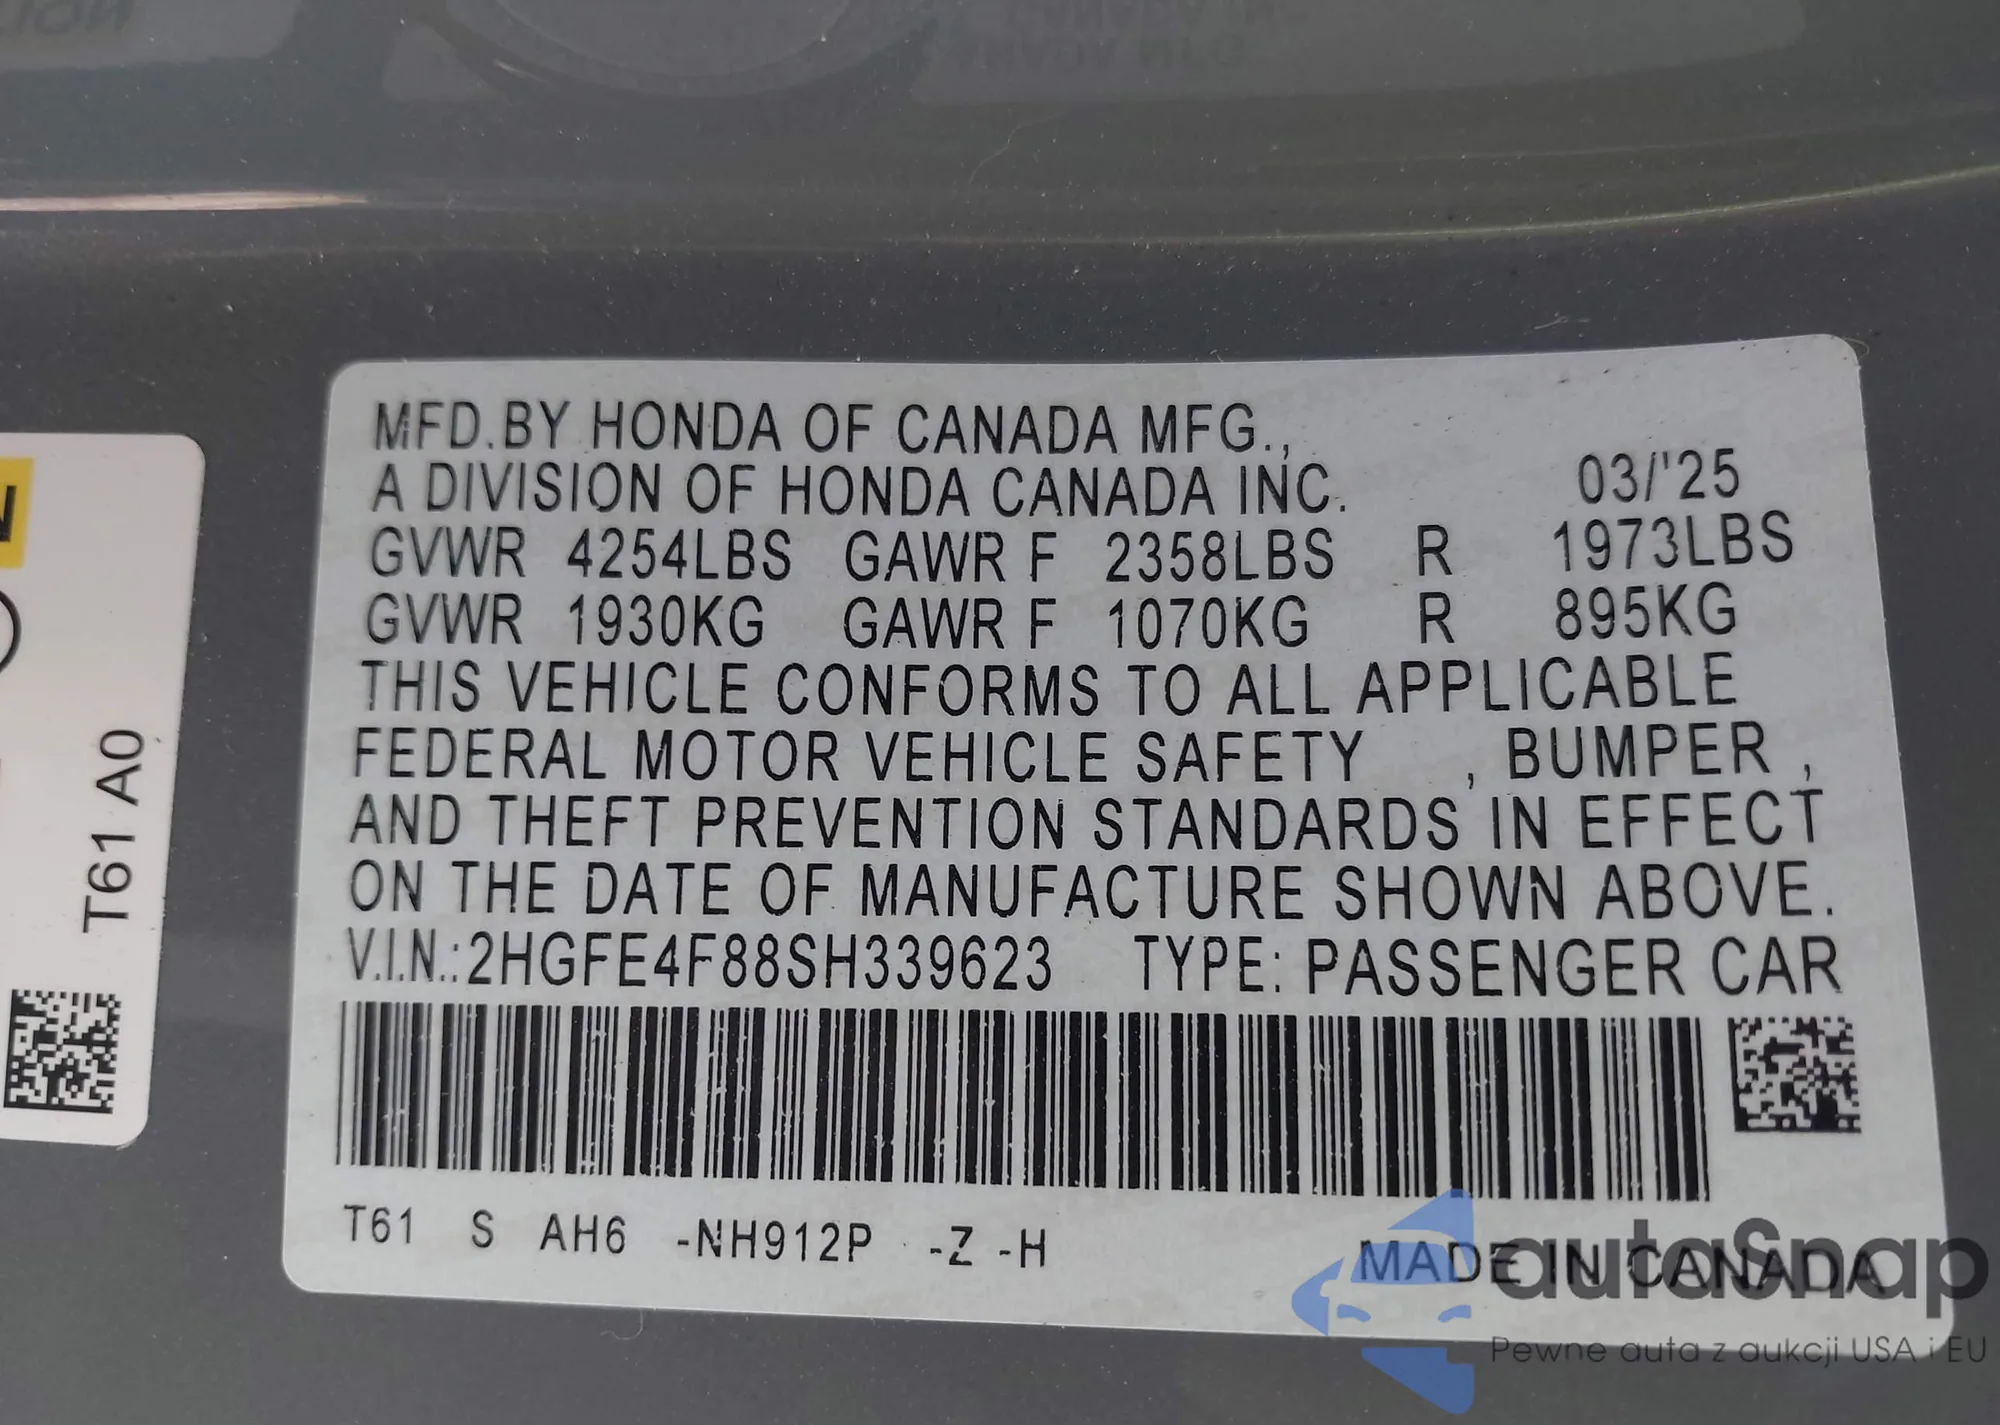 MFD.BY HONDA OF CANADA MFG.,
A DIVISION OF HONDA CANADA INC. 03/'25
GVWR 4254LBS GAWR F 2358LBS R 1973LBS
GVWR 1930KG GAWR F 1070KG R 895KG
THIS VEHICLE CONFORMS TO ALL APPLICABLE
FEDERAL MOTOR VEHICLE SAFETY , BUMPER ,
AND THEFT PREVENTION STANDARDS IN EFFECT
ON THE DATE OF MANUFACTURE SHOWN ABOVE.
V.I.N.:2HGFE4F88SH339623 TYPE: PASSENGER CAR
T61 S AH6 -NH912P -Z -H
MADE IN CANADA
T61 A0
autoSnap
Pewne auta z aukcji USA i EU